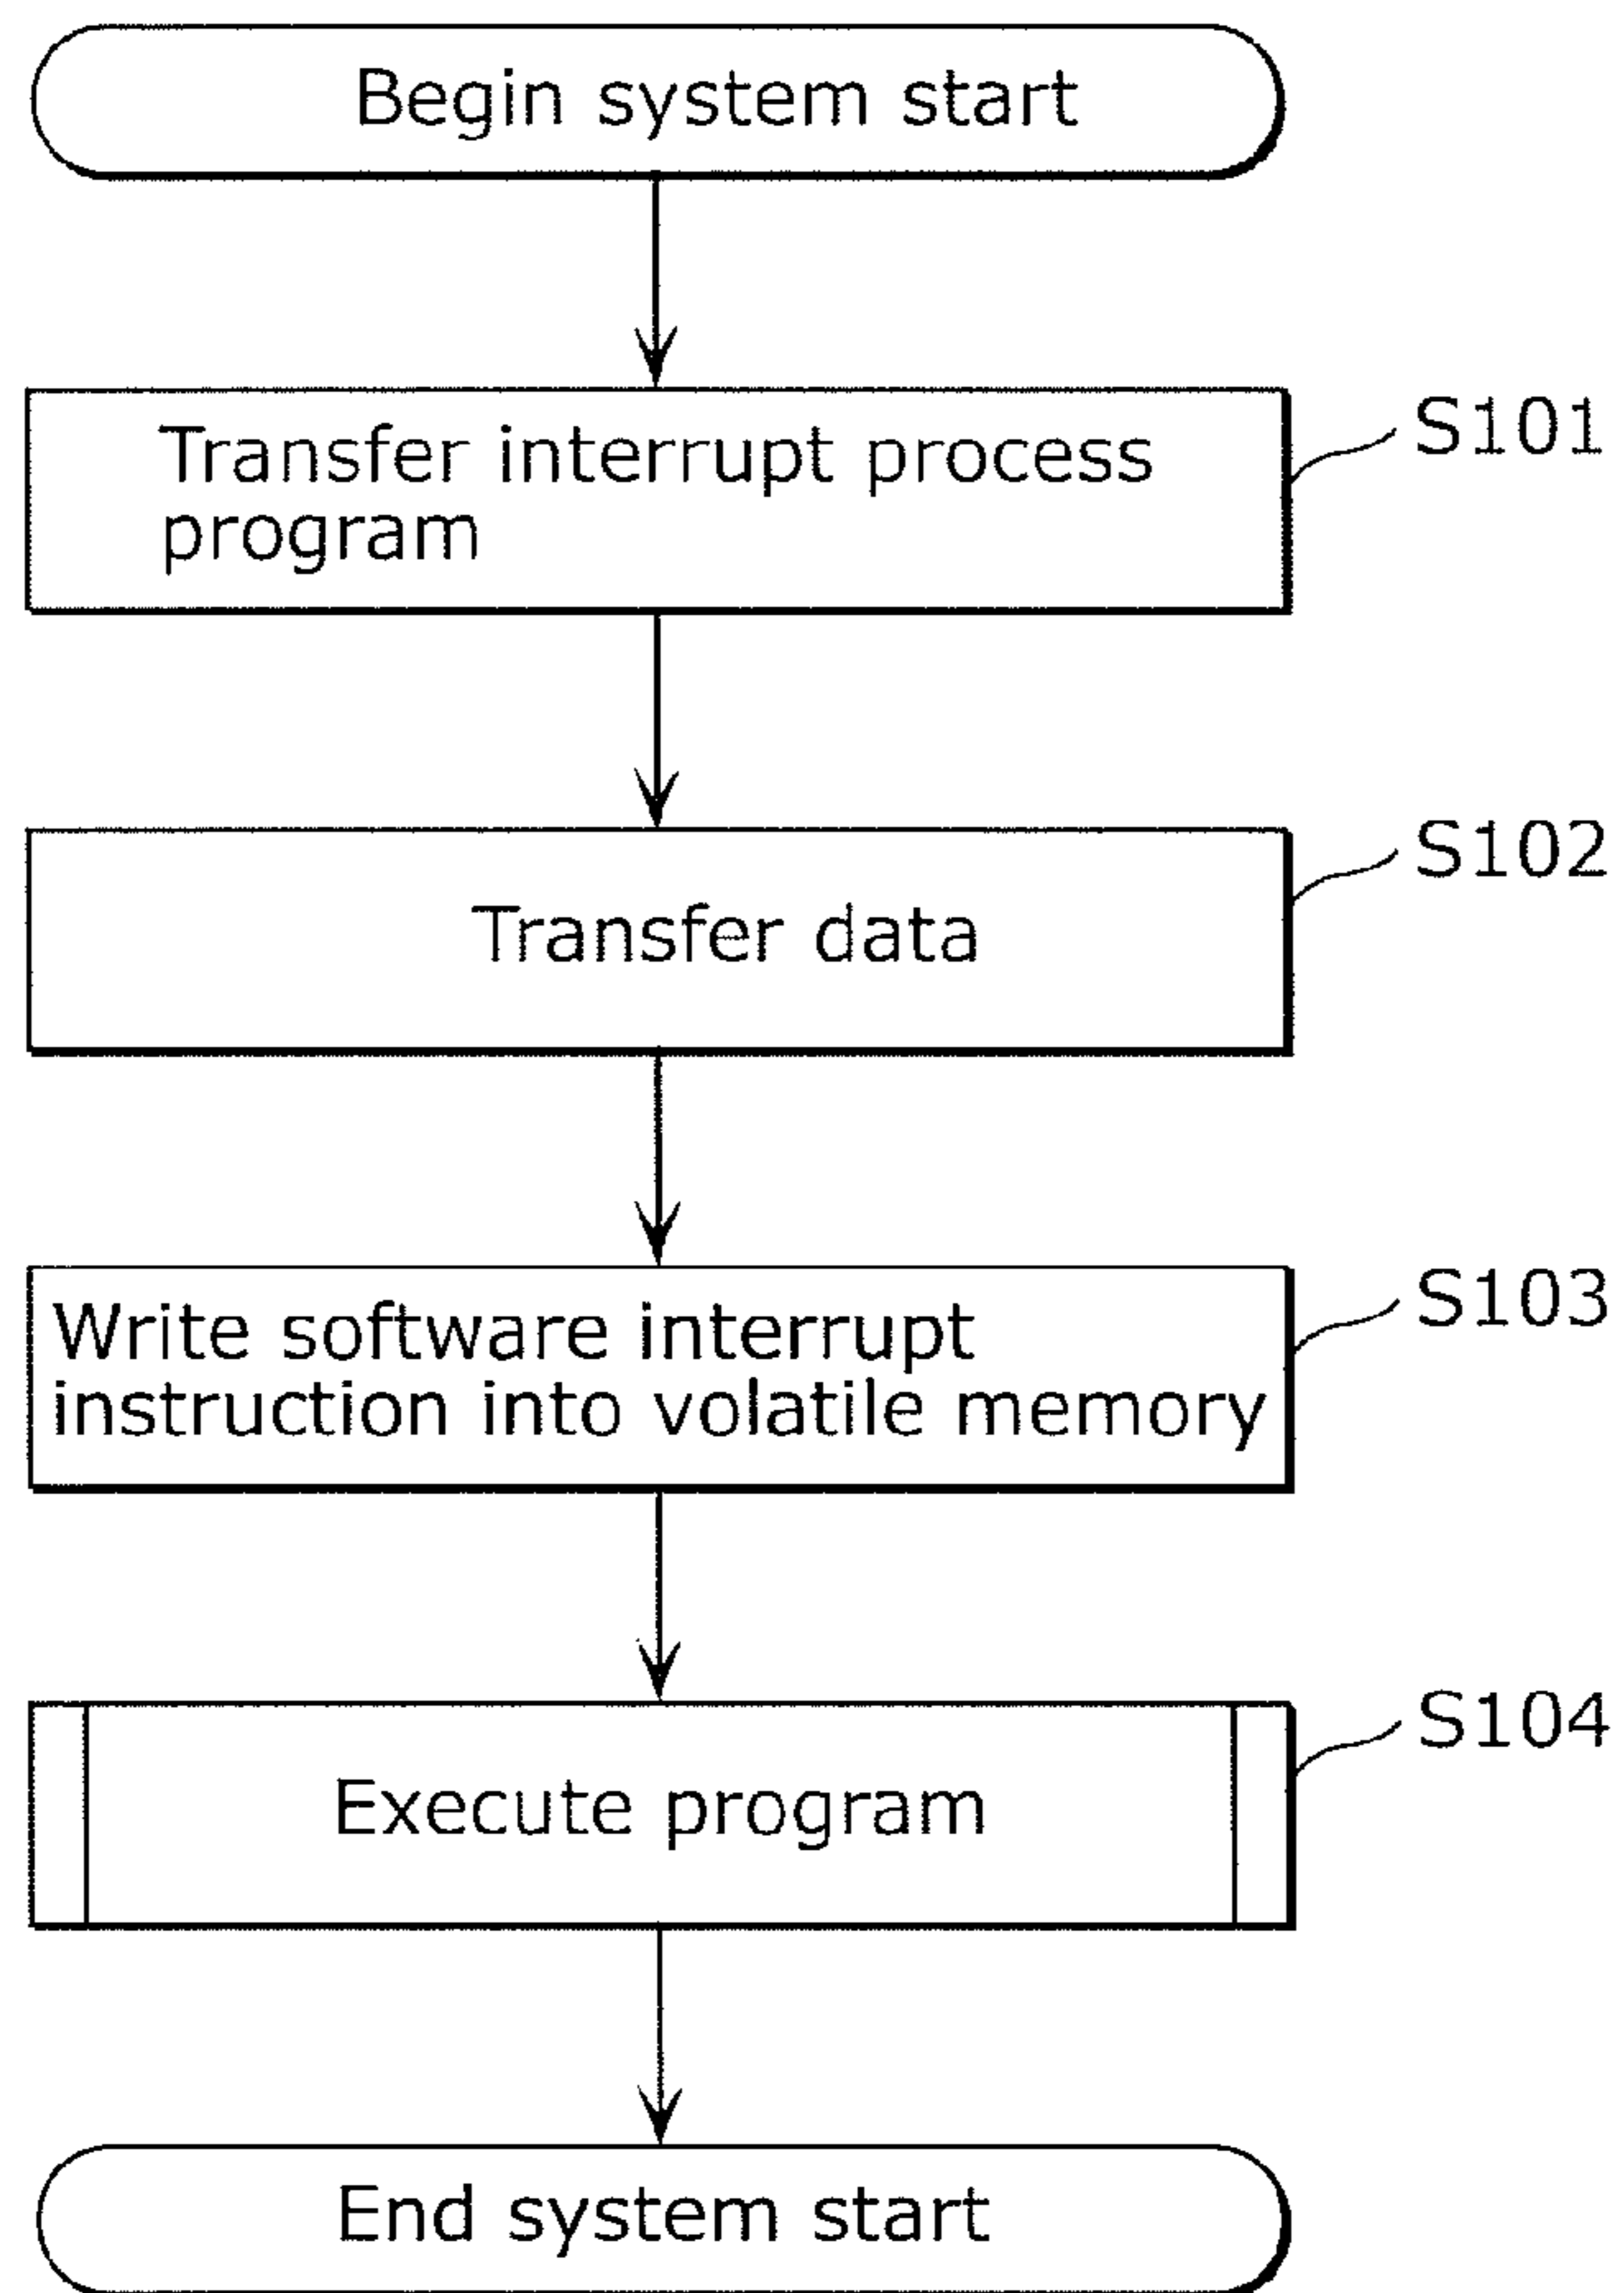 Begin system start
Transfer interrupt process
program
S101
Transfer data
S102
Write software interrupt
instruction into volatile memory
S103
Execute program
S104
End system start